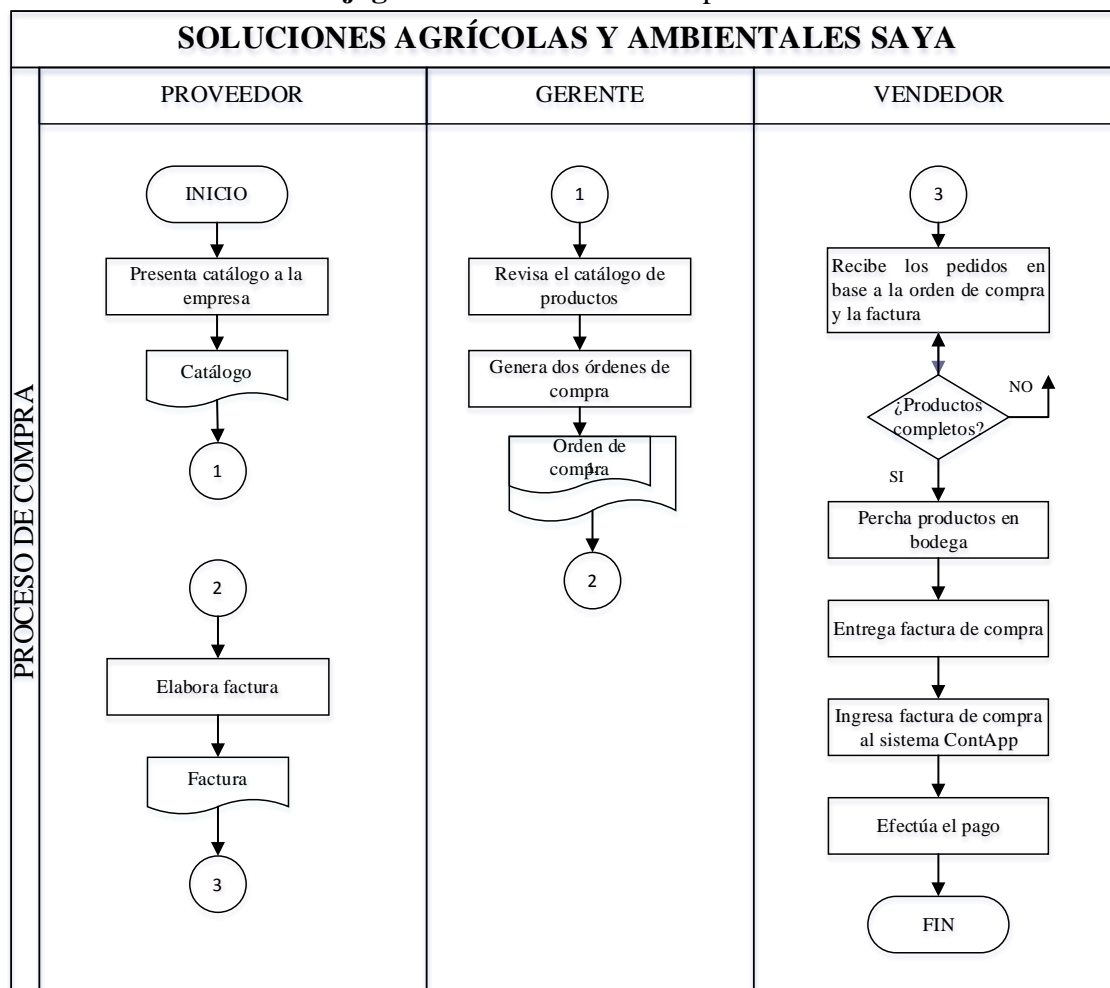 SOLUCIONES AGRÍCOLAS Y AMBIENTALES SAYA
PROCESO DE COMPRA
PROVEEDOR
INICIO
Presenta catálogo a la
empresa
Catálogo
1
2
Elabora factura
Factura
3
GERENTE
1
Revisa el catálogo de
productos
Genera dos órdenes de
compra
Orden de
compra
1
2
VENDEDOR
3
Recibe los pedidos en
base a la orden de compra
y la factura
¿Productos
completos?
NO
SI
Percha productos en
bodega
Entrega factura de compra
Ingresa factura de compra
al sistema ContApp
Efectúa el pago
FIN